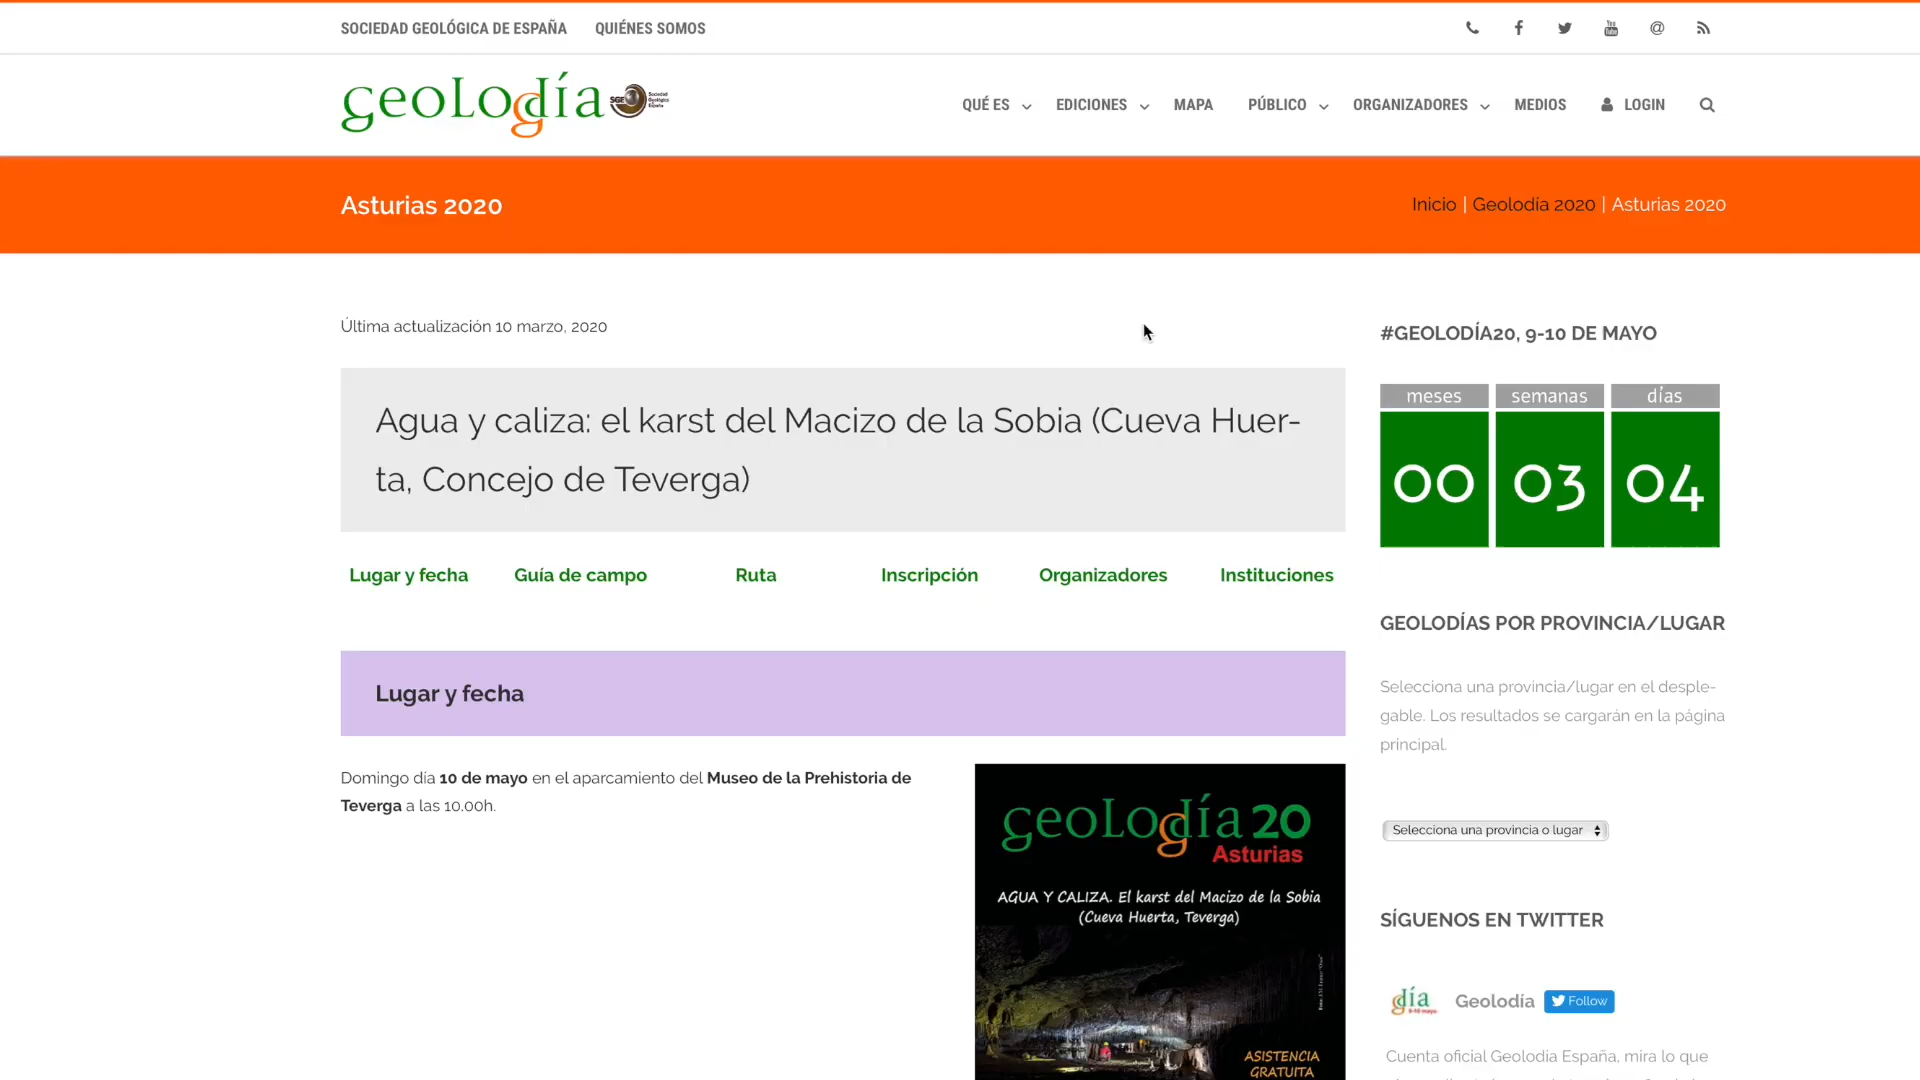 SOCIEDAD GEOLÓGICA DE ESPAÑA QUIÉNES SOMOS
geoLodía SGE Sociedad Geológica España
QUÉ ES EDICIONES MAPA PÚBLICO ORGANIZADORES MEDIOS LOGIN
Asturias 2020
Inicio | Geolodía 2020 | Asturias 2020
Última actualización 10 marzo, 2020
Agua y caliza: el karst del Macizo de la Sobia (Cueva Huer-
ta, Concejo de Teverga)
Lugar y fecha Guía de campo Ruta Inscripción Organizadores Instituciones
Lugar y fecha
Domingo día 10 de mayo en el aparcamiento del Museo de la Prehistoria de
Teverga a las 10.00h.
geoLodía 20
Asturias
AGUA Y CALIZA. El karst del Macizo de la Sobia
(Cueva Huerta, Teverga)
ASISTENCIA
GRATUITA
#GEOLODÍA20, 9-10 DE MAYO
meses semanas días
00 03 04
GEOLODÍAS POR PROVINCIA/LUGAR
Selecciona una provincia/lugar en el desple-
gable. Los resultados se cargarán en la página
principal.
Selecciona una provincia o lugar
SÍGUENOS EN TWITTER
día
Geolodía Follow
Cuenta oficial Geolodia España, mira lo que